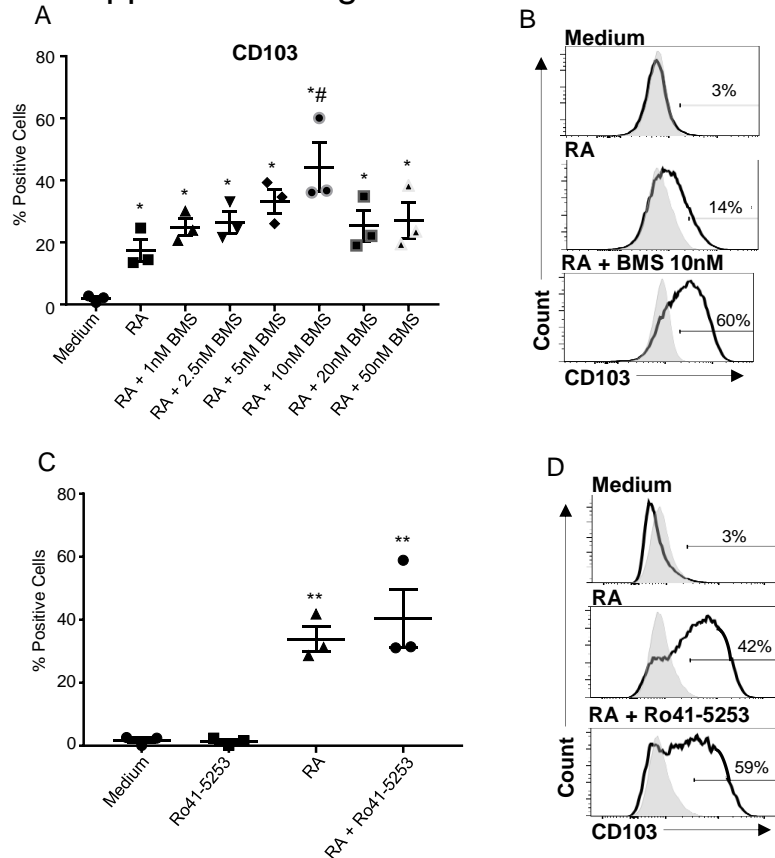 A
CD103
% Positive Cells
80
60
40
20
0
*
*
*
*
*#
*
*
Medium
RA
RA + 1nM BMS
RA + 2.5nM BMS
RA + 5nM BMS
RA + 10nM BMS
RA + 20nM BMS
RA + 50nM BMS
B
Medium
3%
RA
14%
RA + BMS 10nM
60%
Count
CD103
C
% Positive Cells
80
60
40
20
0
**
**
Medium
Ro41-5253
RA
RA + Ro41-5253
D
Medium
3%
RA
42%
RA + Ro41-5253
59%
Count
CD103